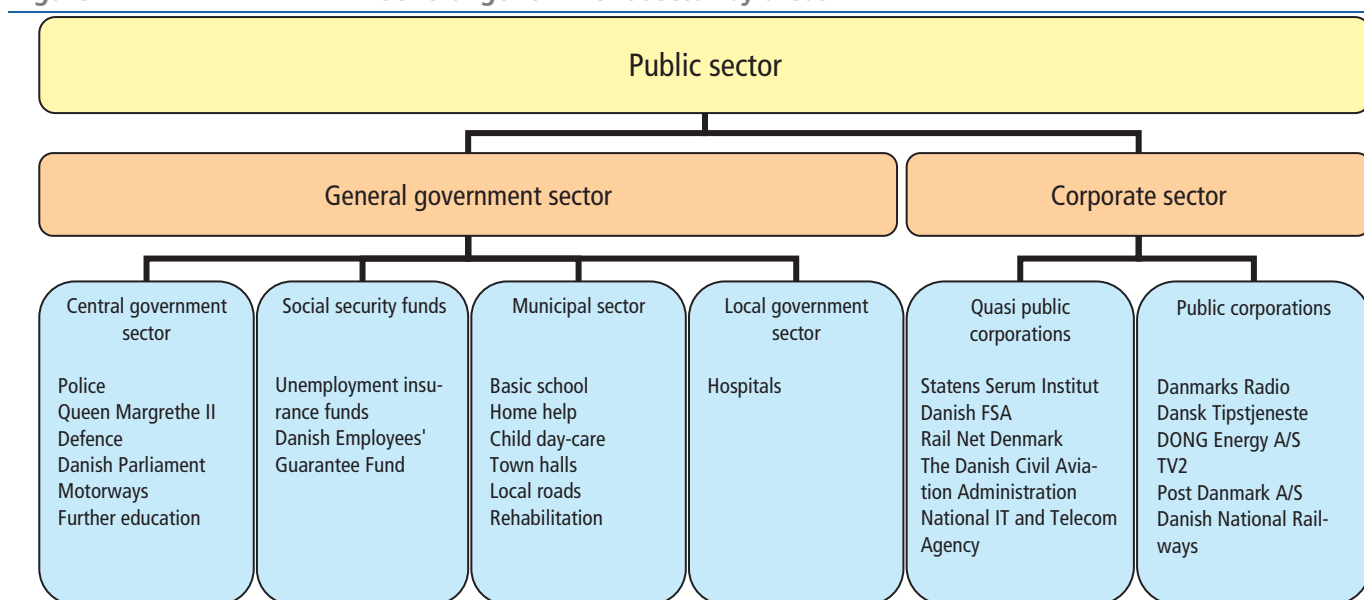 Public sector
General government sector
Corporate sector
Central government
sector
Police
Queen Margrethe II
Defence
Danish Parliament
Motorways
Further education
Social security funds
Unemployment insu-
rance funds
Danish Employees'
Guarantee Fund
Municipal sector
Basic school
Home help
Child day-care
Town halls
Local roads
Rehabilitation
Local government
sector
Hospitals
Quasi public
corporations
Statens Serum Institut
Danish FSA
Rail Net Denmark
The Danish Civil Avia-
tion Administration
National IT and Telecom
Agency
Public corporations
Danmarks Radio
Dansk Tipstjeneste
DONG Energy A/S
TV2
Post Danmark A/S
Danish National Rail-
ways